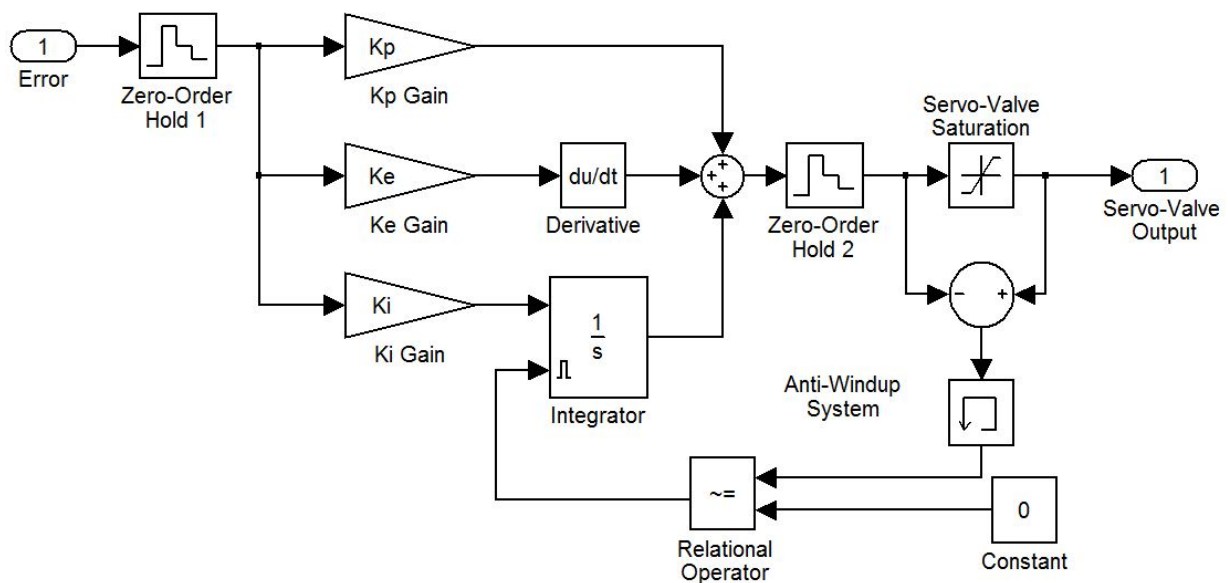 1
Error
Zero-Order
Hold 1
Kp
Kp Gain
Ke
Ke Gain
du/dt
Derivative
Ki
Ki Gain
1
s
Integrator
+
+
+
Zero-Order
Hold 2
Servo-Valve
Saturation
1
Servo-Valve
Output
−
+
Anti-Windup
System
~=
Relational
Operator
0
Constant